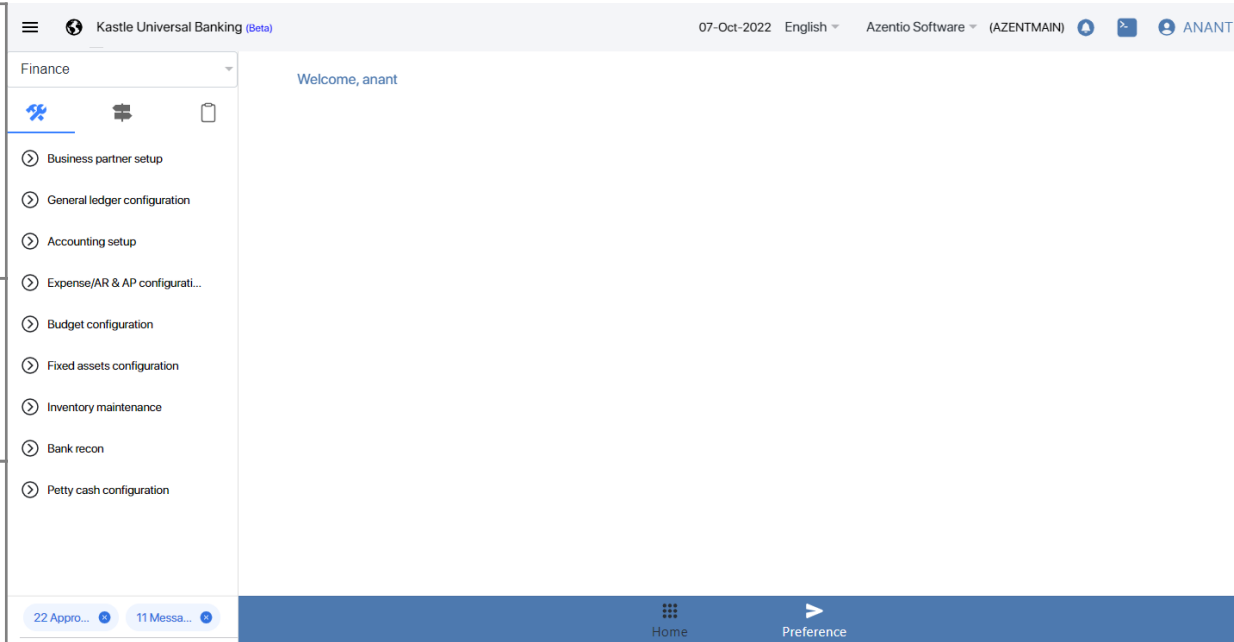 Kastle Universal Banking (Beta)
07-Oct-2022 English Azentio Software (AZENTMAIN) ANANT
Finance
Welcome, anant
Business partner setup
General ledger configuration
Accounting setup
Expense/AR & AP configurati...
Budget configuration
Fixed assets configuration
Inventory maintenance
Bank recon
Petty cash configuration
22 Appro... 11 Messa...
Home Preference